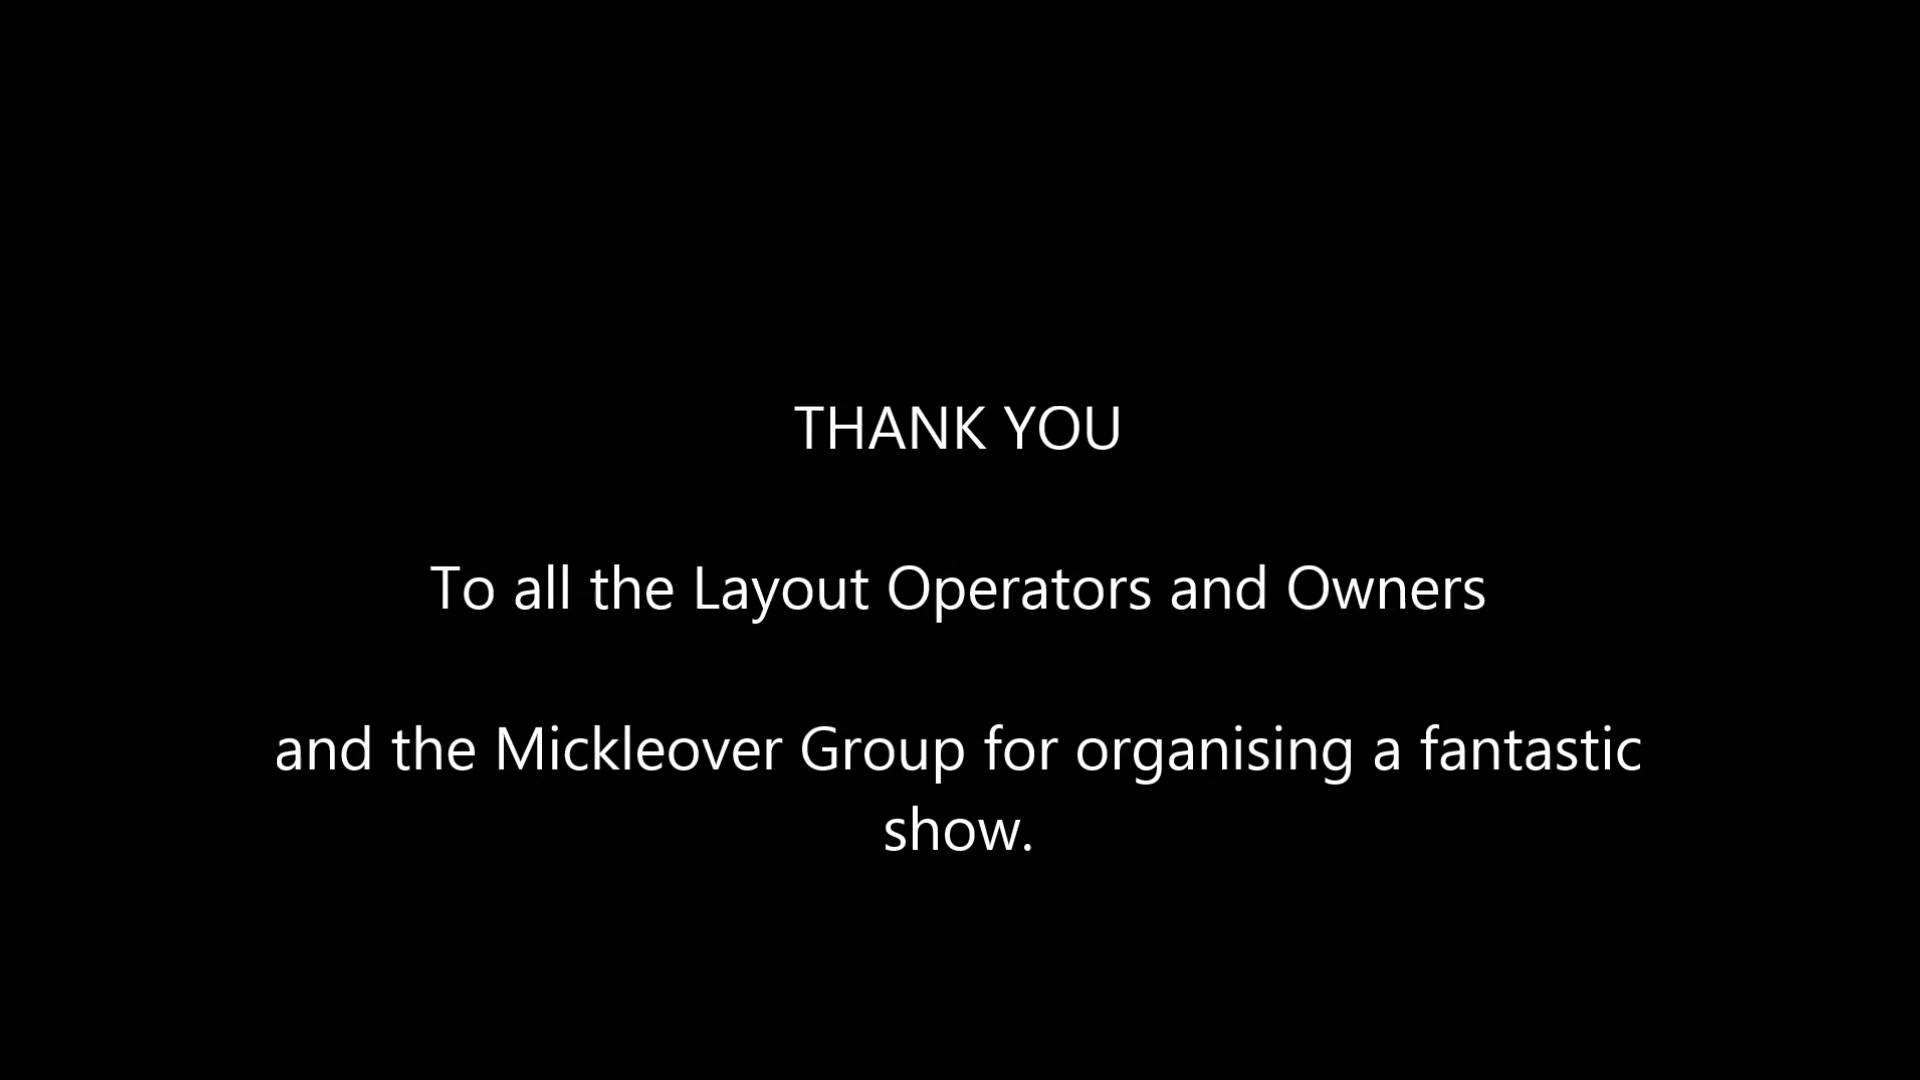 THANK YOU
To all the Layout Operators and Owners
and the Mickleover Group for organising a fantastic
show.